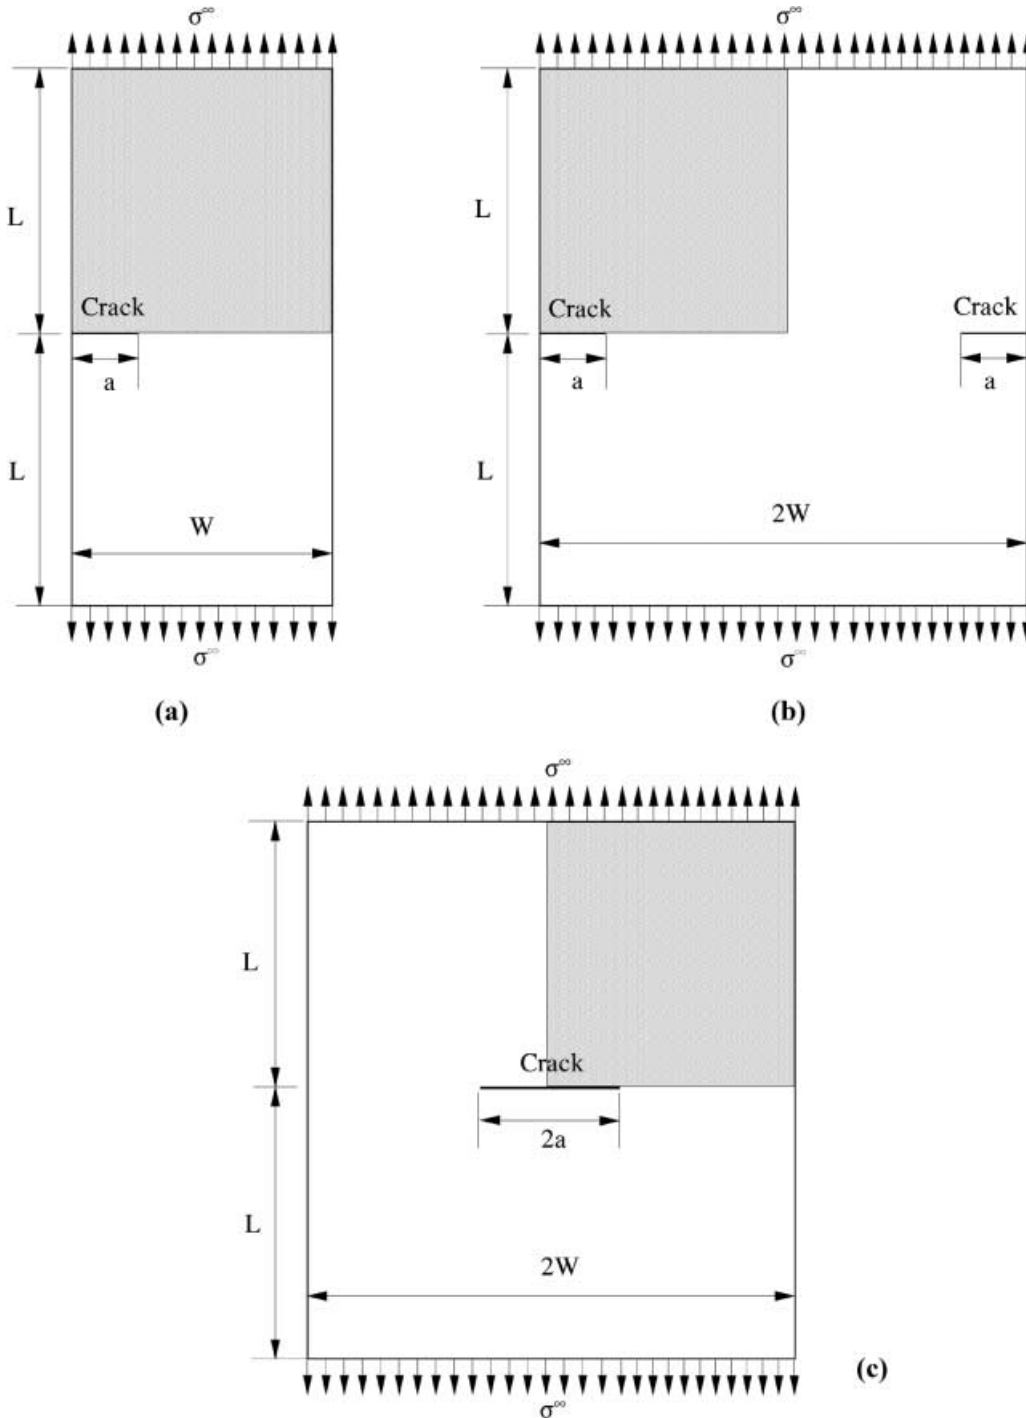 σ∞ σ∞
L L
Crack Crack Crack
a a a
L L
W 2W
σ∞ σ∞
(a) (b)
σ∞
L
Crack
2a
L
2W
(c)
σ∞